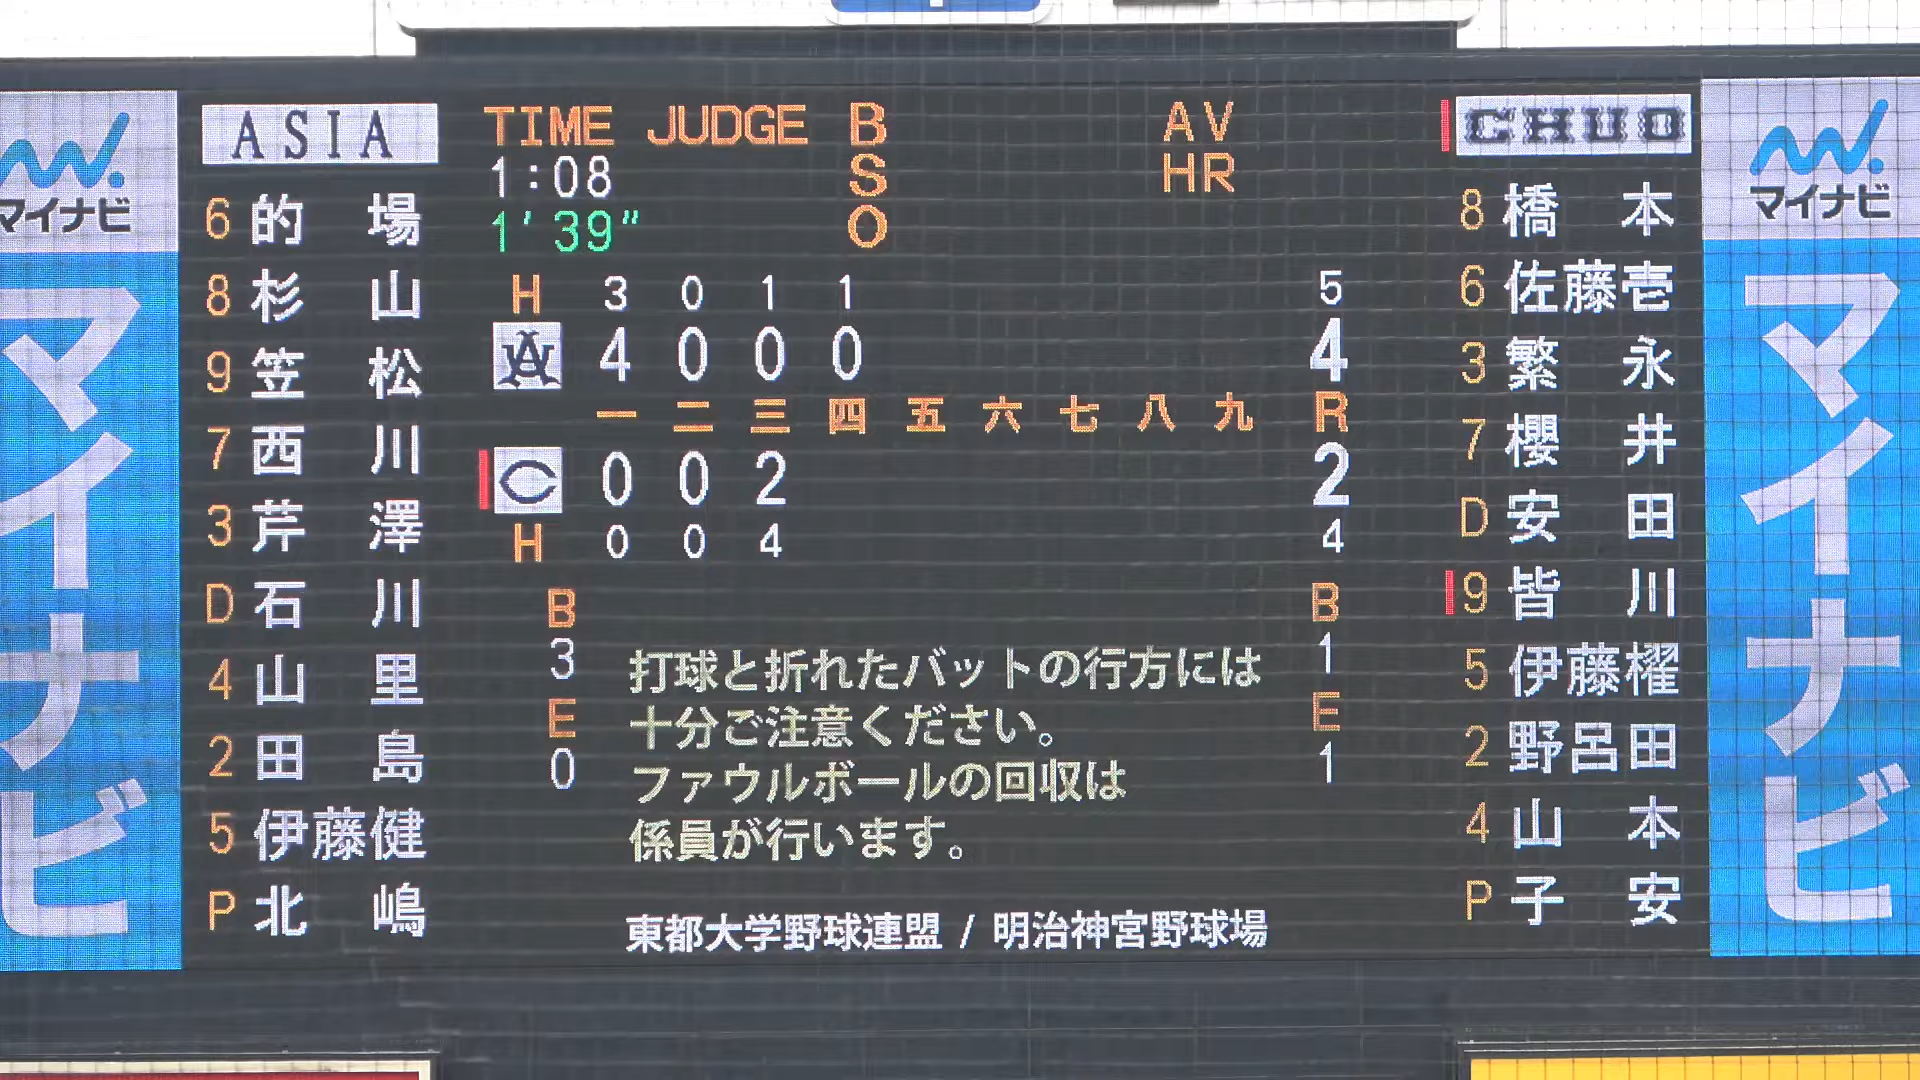 ASIA
6 的場
8 杉山
9 笠松
7 西川
3 芹澤
D 石川
4 山里
2 田島
5 伊藤健
P 北嶋
TIME JUDGE B AV
1:08 S HR
1'39" O
H 3 0 1 1 5
A 4 0 0 0 4
一 二 三 四 五 六 七 八 九 R
C 0 0 2 2
H 0 0 4 4
B B
3 1
E E
0 1
打球と折れたバットの行方には
十分ご注意ください。
ファウルボールの回収は
係員が行います。
東都大学野球連盟 / 明治神宮野球場
CHUO
8 橋本
6 佐藤壱
3 繁永
7 櫻井
D 安田
9 皆川
5 伊藤櫂
2 野呂田
4 山本
P 子安
マイナビ
マイナビ
マイナビ
マイナビ